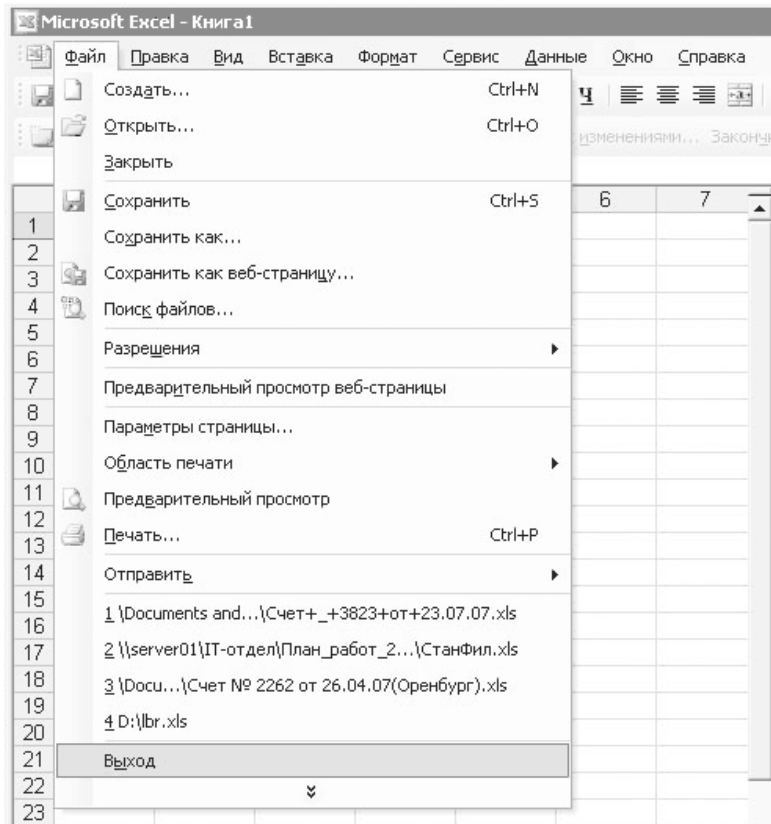 Microsoft Excel - Книга1
Файл Правка Вид Вставка Формат Сервис Данные Окно Справка
Создать... Ctrl+N
Ч
Открыть... Ctrl+O
изменениями... Закончи
Закрыть
Сохранить Ctrl+S
6 7
Сохранить как...
Сохранить как веб-страницу...
Поиск файлов...
Разрешения
Предварительный просмотр веб-страницы
Параметры страницы...
Область печати
Предварительный просмотр
Печать... Ctrl+P
Отправить
1 \Documents and...\Счет+_+3823+от+23.07.07.xls
2 \\server01\IT-отдел\План_работ_2...\СтанФил.xls
3 \Docu...\Счет № 2262 от 26.04.07(Оренбург).xls
4 D:\lbr.xls
Выход
1
2
3
4
5
6
7
8
9
10
11
12
13
14
15
16
17
18
19
20
21
22
23